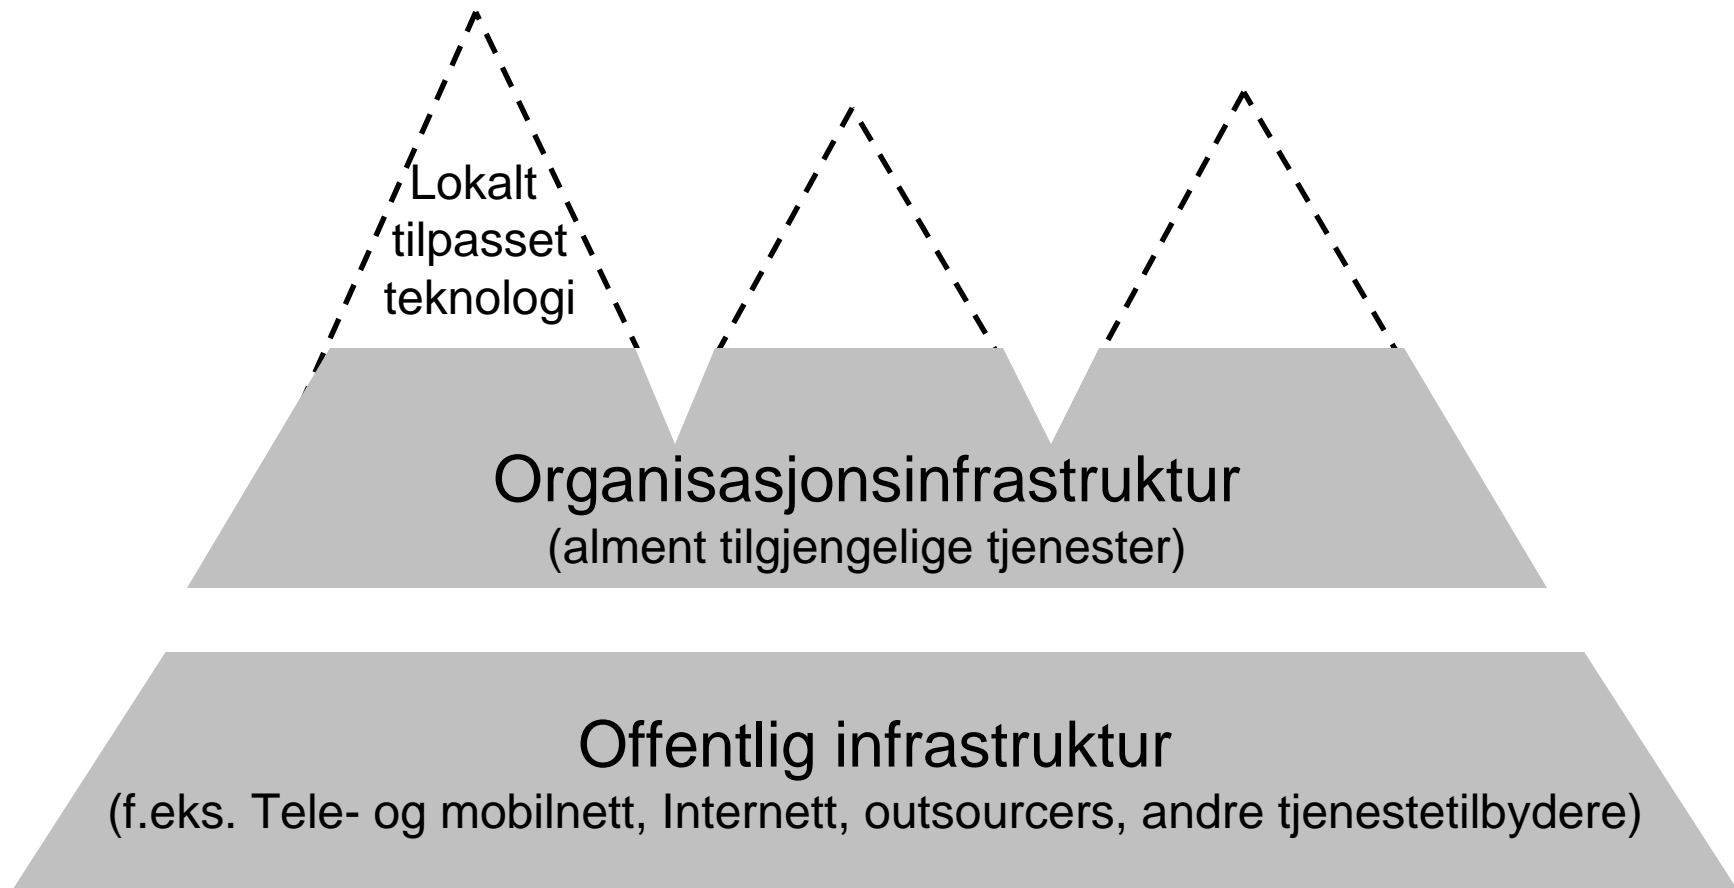 Lokalt
tilpasset
teknologi
Organisasjonsinfrastruktur
(alment tilgjengelige tjenester)
Offentlig infrastruktur
(f.eks. Tele- og mobilnett, Internett, outsourcers, andre tjenestetilbydere)